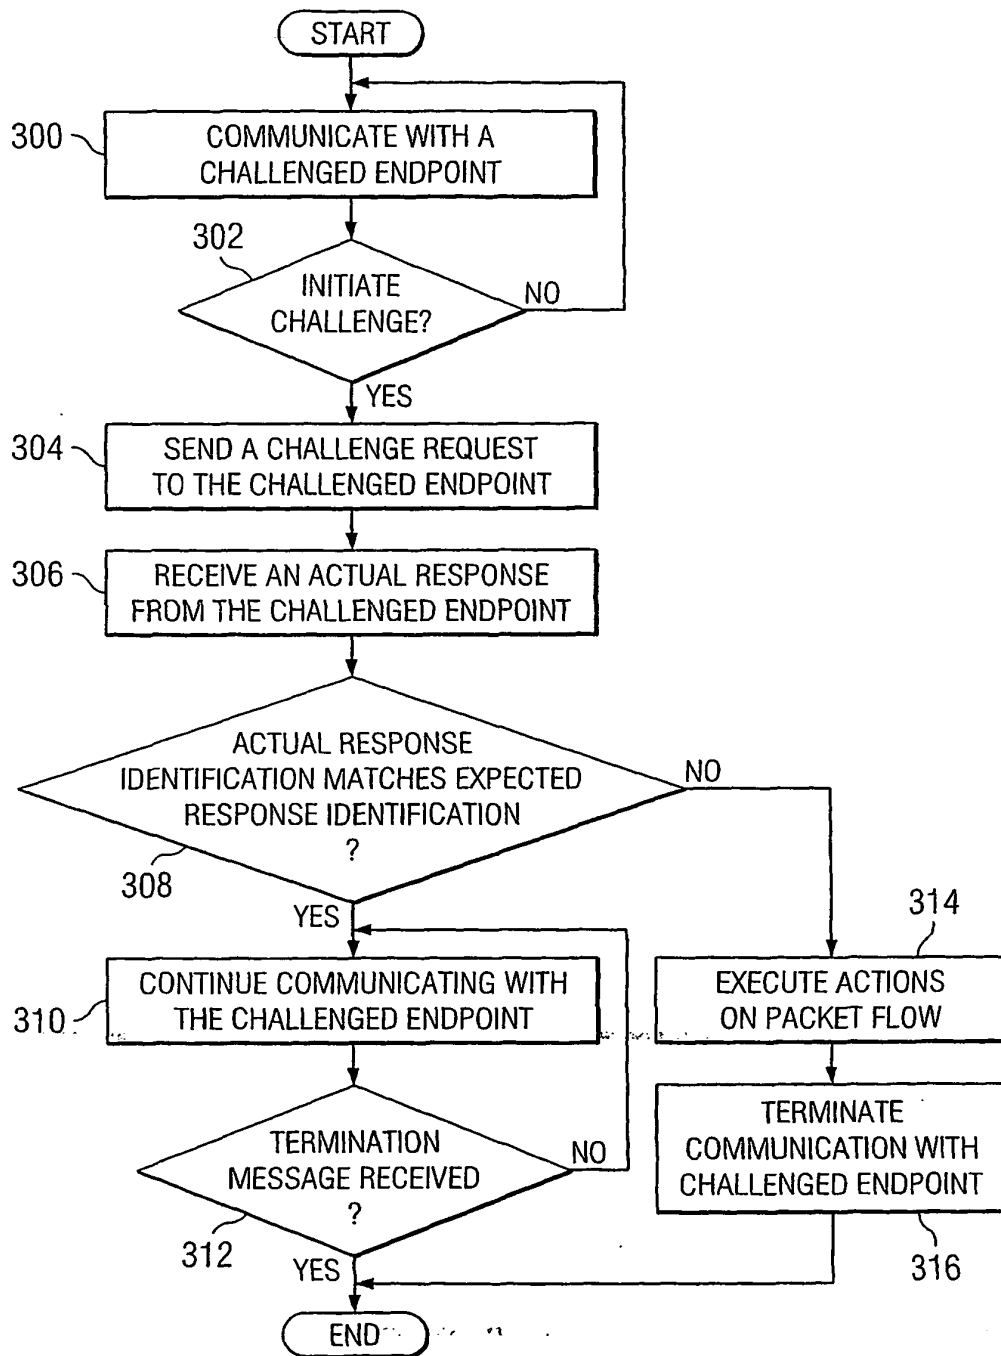 START
300
COMMUNICATE WITH A
CHALLENGED ENDPOINT
302
INITIATE
CHALLENGE?
NO
YES
304
SEND A CHALLENGE REQUEST
TO THE CHALLENGED ENDPOINT
306
RECEIVE AN ACTUAL RESPONSE
FROM THE CHALLENGED ENDPOINT
ACTUAL RESPONSE
IDENTIFICATION MATCHES EXPECTED
RESPONSE IDENTIFICATION
?
NO
308
YES
314
310
CONTINUE COMMUNICATING WITH
THE CHALLENGED ENDPOINT
EXECUTE ACTIONS
ON PACKET FLOW
TERMINATION
MESSAGE RECEIVED
?
NO
312
TERMINATE
COMMUNICATION WITH
CHALLENGED ENDPOINT
316
YES
END